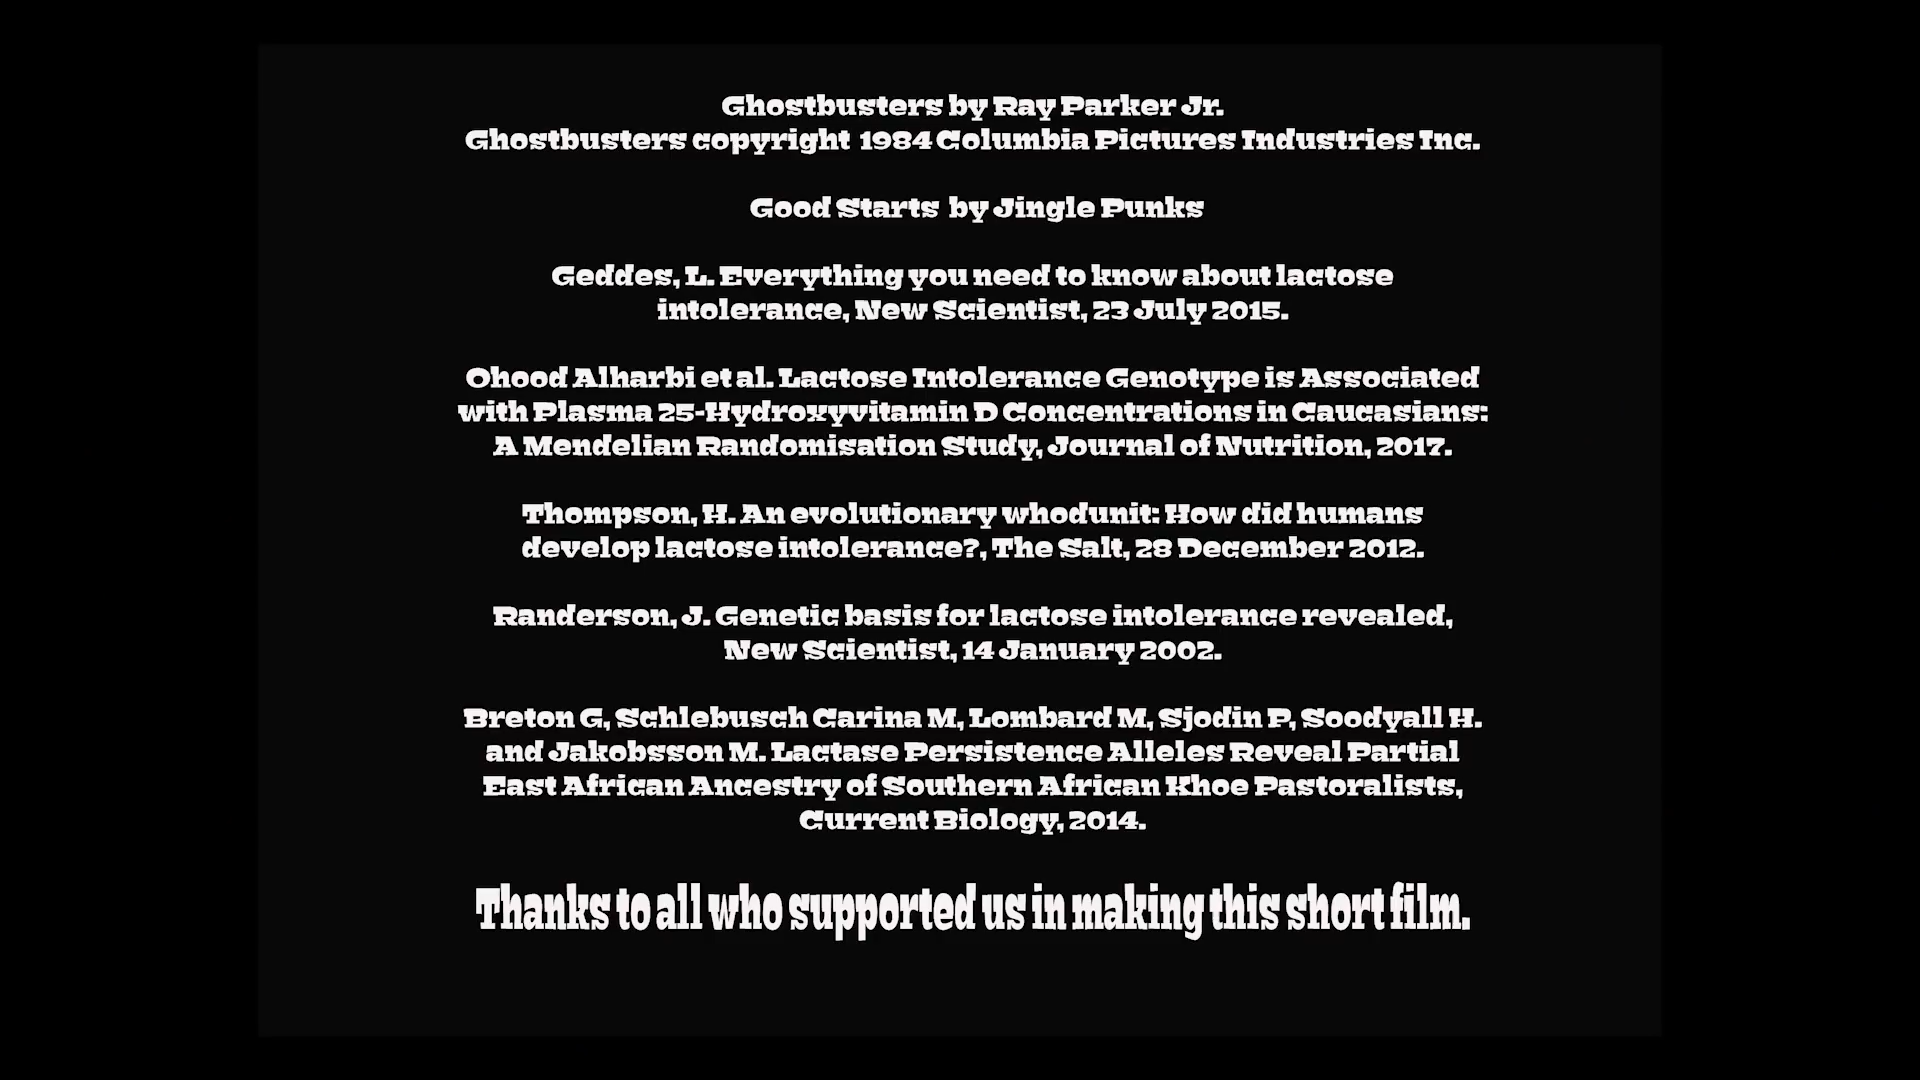 Ghostbusters by Ray Parker Jr.
Ghostbusters copyright 1984 Columbia Pictures Industries Inc.
Good Starts by Jingle Punks
Geddes, L. Everything you need to know about lactose
intolerance, New Scientist, 23 July 2015.
Ohood Alharbi et al. Lactose Intolerance Genotype is Associated
with Plasma 25-Hydroxyvitamin D Concentrations in Caucasians:
A Mendelian Randomisation Study, Journal of Nutrition, 2017.
Thompson, H. An evolutionary whodunit: How did humans
develop lactose intolerance?, The Salt, 28 December 2012.
Randerson, J. Genetic basis for lactose intolerance revealed,
New Scientist, 14 January 2002.
Breton G, Schlebusch Carina M, Lombard M, Sjodin P, Soodyall H.
and Jakobsson M. Lactase Persistence Alleles Reveal Partial
East African Ancestry of Southern African Khoe Pastoralists,
Current Biology, 2014.
Thanks to all who supported us in making this short film.